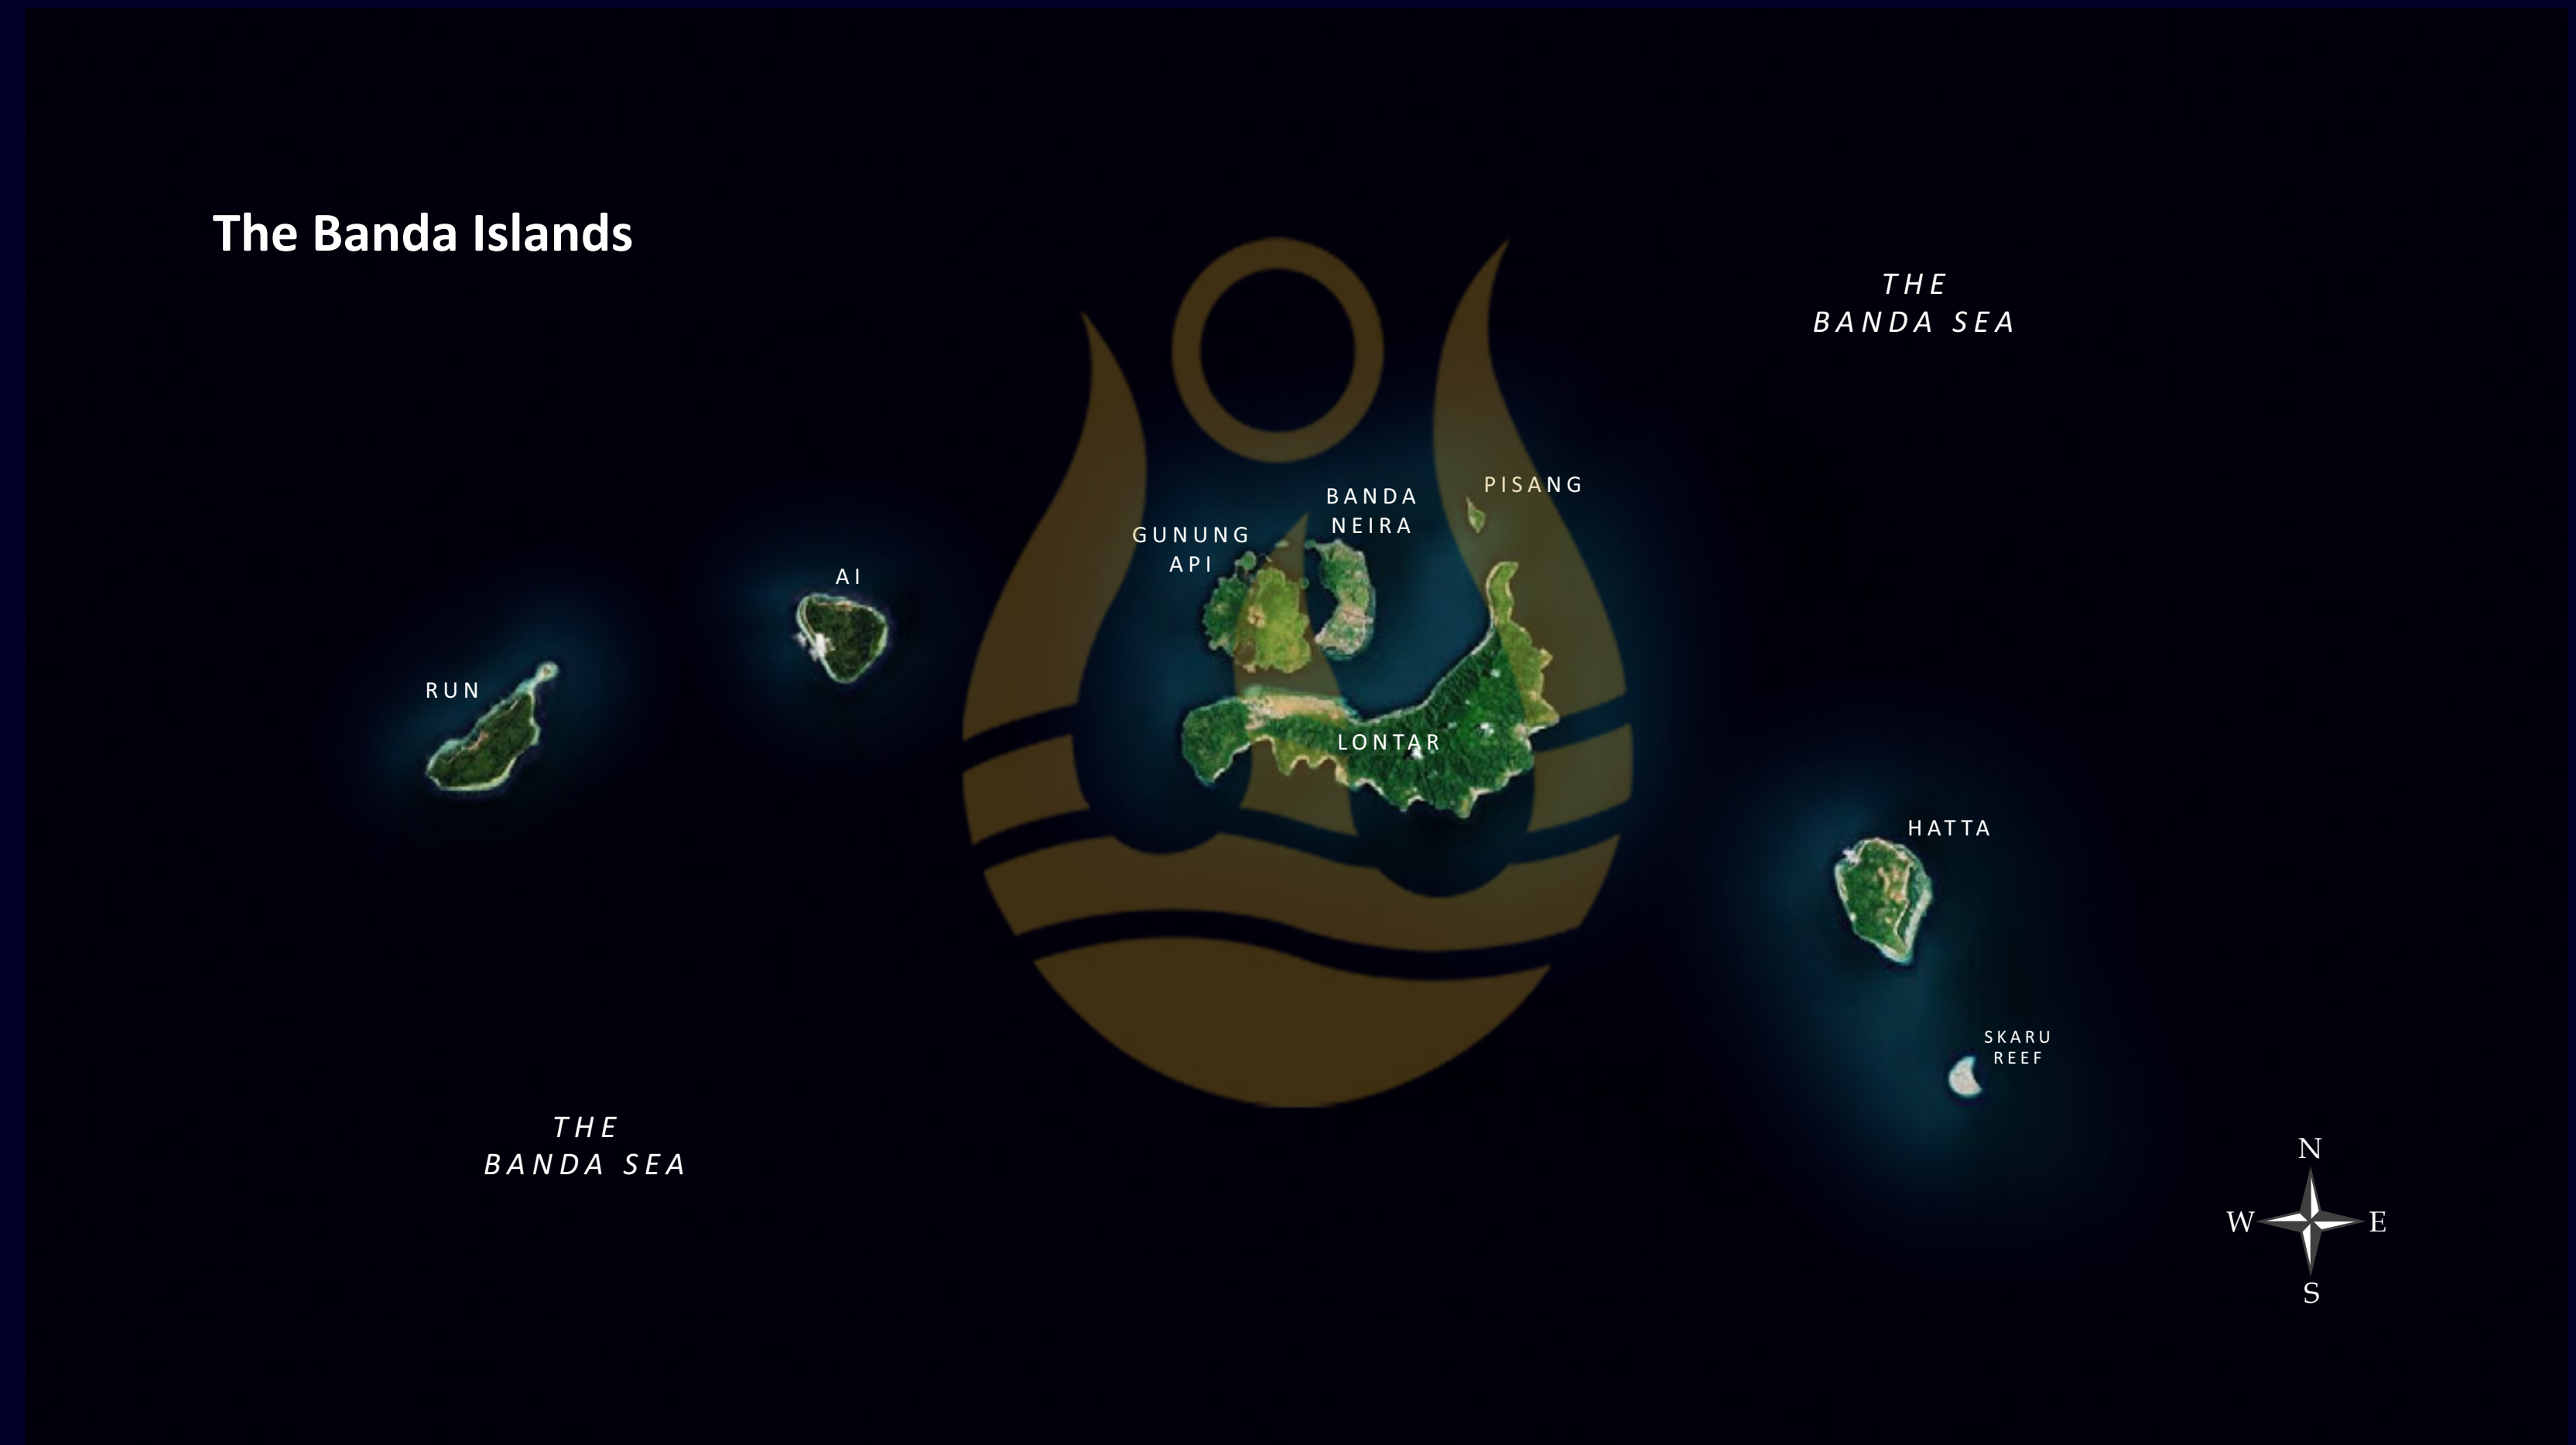 The Banda Islands
THE
BANDA SEA
PISANG
BANDA
NEIRA
GUNUNG
API
AI
RUN
LONTAR
HATTA
SKARU
REEF
THE
BANDA SEA
N
W E
S